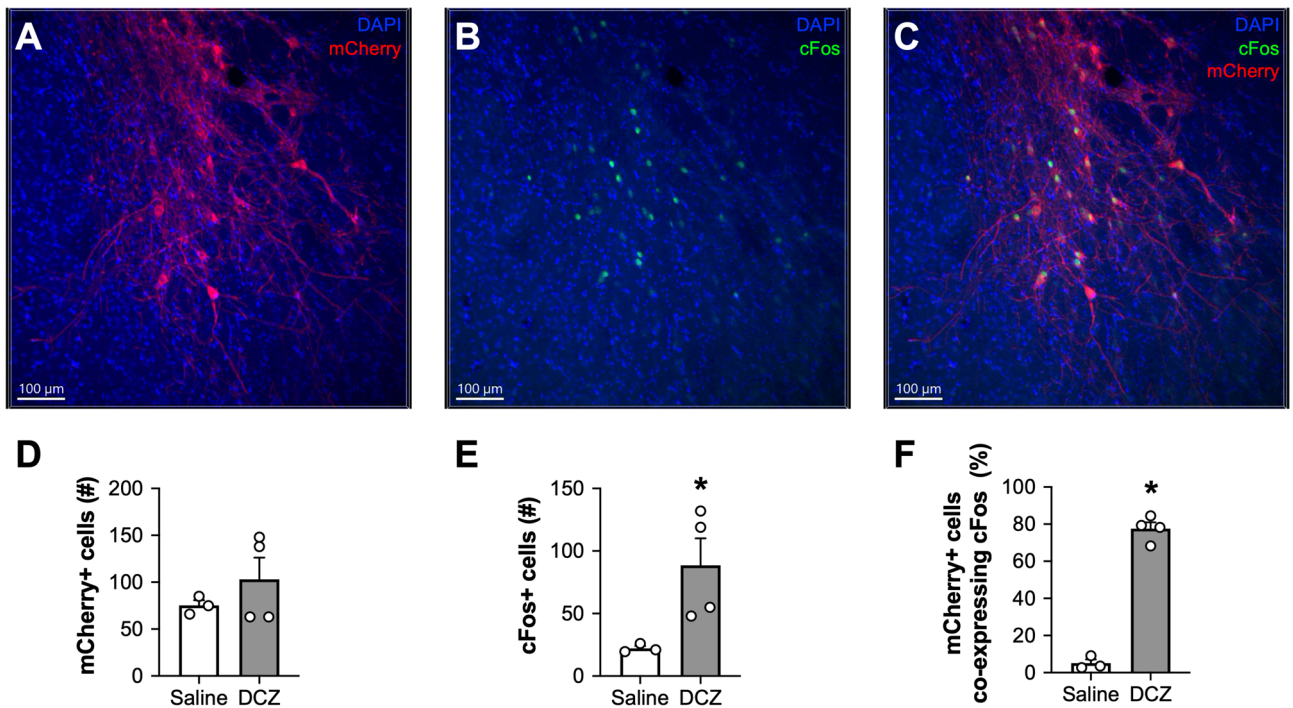 A
DAPI
mCherry
100 µm
B
DAPI
cFos
100 µm
C
DAPI
cFos
mCherry
100 µm
D
mCherry+ cells (#)
200
150
100
50
0
Saline DCZ
E
cFos+ cells (#)
150
100
50
0
*
Saline DCZ
F
mCherry+ cells
co-expressing cFos (%)
100
80
60
40
20
0
*
Saline DCZ